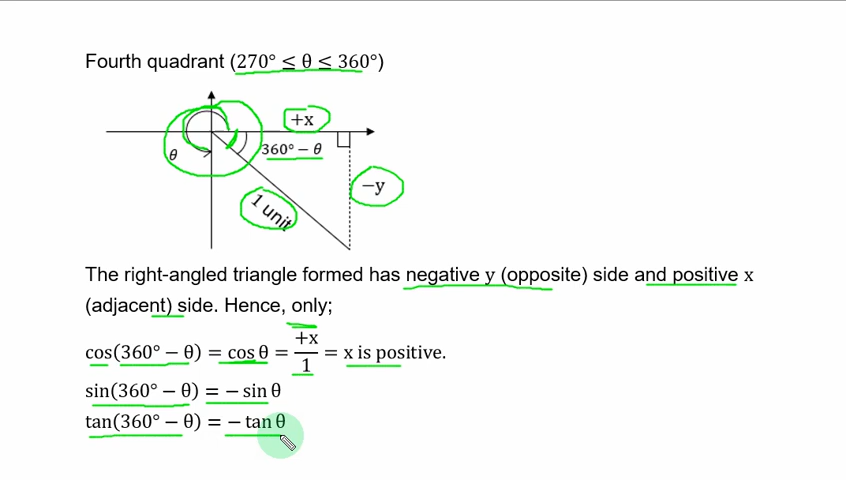 Fourth quadrant (270° ≤ θ ≤ 360°)
+x
θ
360° − θ
−y
1 unit
The right-angled triangle formed has negative y (opposite) side and positive x
(adjacent) side. Hence, only;
cos(360° − θ) = cos θ = +x/1 = x is positive.
sin(360° − θ) = − sin θ
tan(360° − θ) = − tan θ